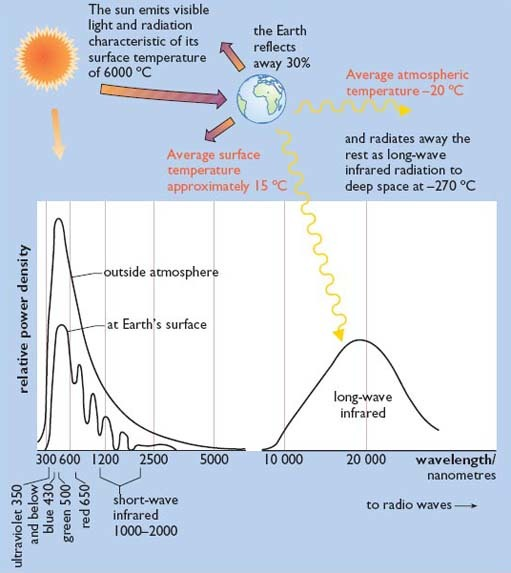 The sun emits visible
light and radiation
characteristic of its
surface temperature
of 6000 °C
the Earth
reflects
away 30%
Average atmospheric
temperature –20 °C
Average surface
temperature
approximately 15 °C
and radiates away the
rest as long-wave
infrared radiation to
deep space at –270 °C
relative power density
outside atmosphere
at Earth's surface
long-wave
infrared
300 600 1200 2500 5000 10 000 20 000 wavelength/
nanometres
ultraviolet 350
and below
blue 430
green 500
red 650
short-wave
infrared
1000–2000
to radio waves